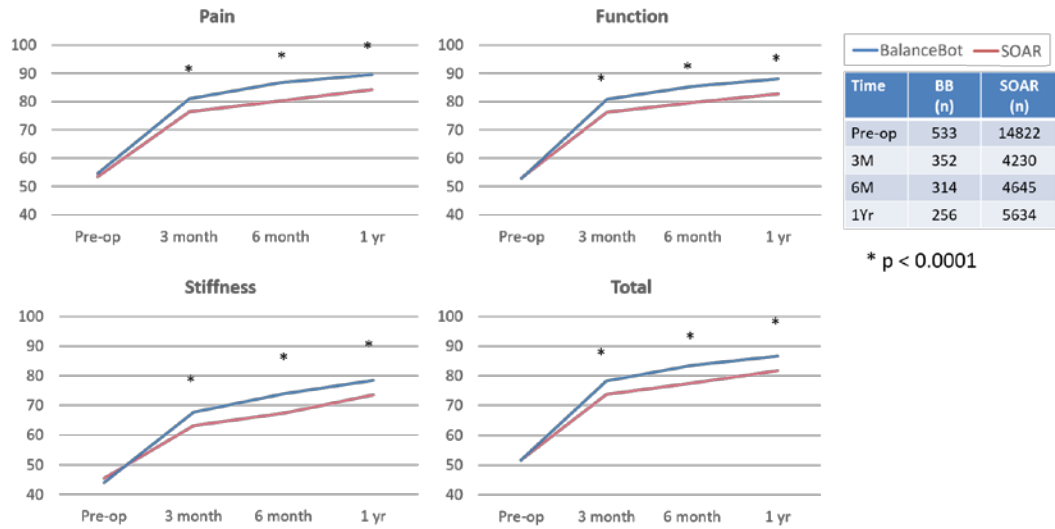 Pain
100
90
80
70
60
50
40
*
*
*
Pre-op 3 month 6 month 1 yr
Function
100
90
80
70
60
50
40
*
*
*
Pre-op 3 month 6 month 1 yr
BalanceBot SOAR
Time BB (n) SOAR (n)
Pre-op 533 14822
3M 352 4230
6M 314 4645
1Yr 256 5634
* p < 0.0001
Stiffness
100
90
80
70
60
50
40
*
*
*
Pre-op 3 month 6 month 1 yr
Total
100
90
80
70
60
50
40
*
*
*
Pre-op 3 month 6 month 1 yr